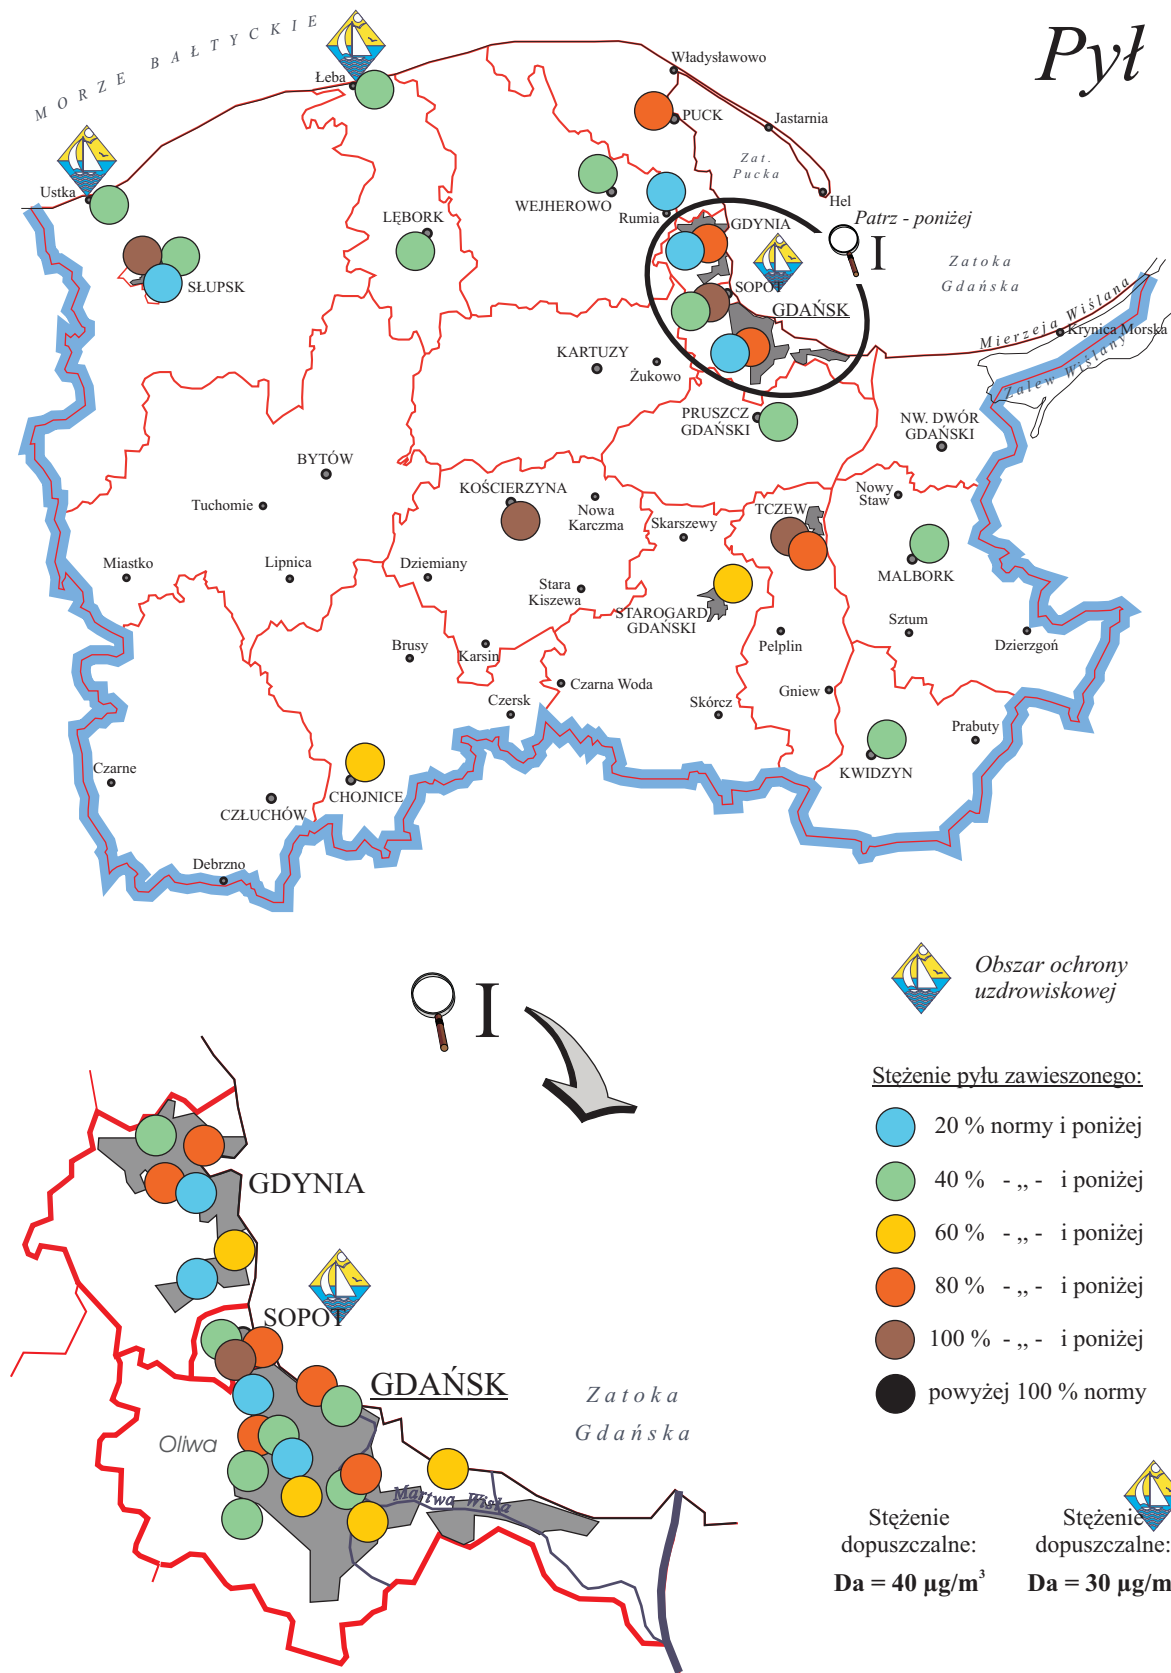 Pył
MORZE BAŁTYCKIE
Łeba
Władysławowo
PUCK
Jastarnia
Zat.
Pucka
Ustka
WEJHEROWO
Rumia
Hel
LĘBORK
GDYNIA
Patrz - poniżej
I
SŁUPSK
SOPOT
GDAŃSK
Zatoka
Gdańska
Mierzeja Wiślana
Krynica Morska
Zalew Wiślany
KARTUZY
Żukowo
PRUSZCZ
GDAŃSKI
NW. DWÓR
GDAŃSKI
BYTÓW
Tuchomie
KOŚCIERZYNA
Nowa
Karczma
Skarszewy
TCZEW
Nowy
Staw
Miastko
Lipnica
Dziemiany
Stara
Kiszewa
MALBORK
STAROGARD
GDAŃSKI
Sztum
Dzierzgoń
Brusy
Karsin
Pelplin
Czarna Woda
Gniew
Czersk
Skórcz
Prabuty
Czarne
CHOJNICE
KWIDZYN
CZŁUCHÓW
Debrzno
I
Obszar ochrony
uzdrowiskowej
Stężenie pyłu zawieszonego:
20 % normy i poniżej
40 % - „ - i poniżej
60 % - „ - i poniżej
80 % - „ - i poniżej
100 % - „ - i poniżej
powyżej 100 % normy
GDYNIA
SOPOT
GDAŃSK
Oliwa
Zatoka
Gdańska
Martwa Wisła
Stężenie
dopuszczalne:
Da = 40 µg/m³
Stężenie
dopuszczalne:
Da = 30 µg/m